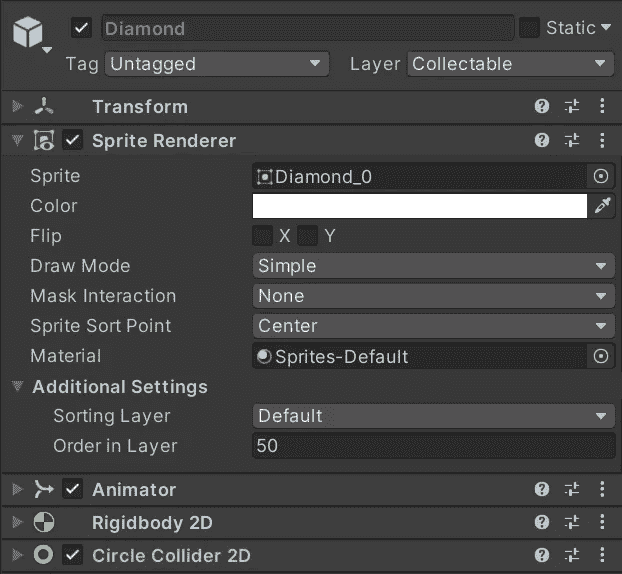 Diamond Static
Tag Untagged Layer Collectable
Transform
Sprite Renderer
Sprite Diamond_0
Color
Flip X Y
Draw Mode Simple
Mask Interaction None
Sprite Sort Point Center
Material Sprites-Default
Additional Settings
Sorting Layer Default
Order in Layer 50
Animator
Rigidbody 2D
Circle Collider 2D